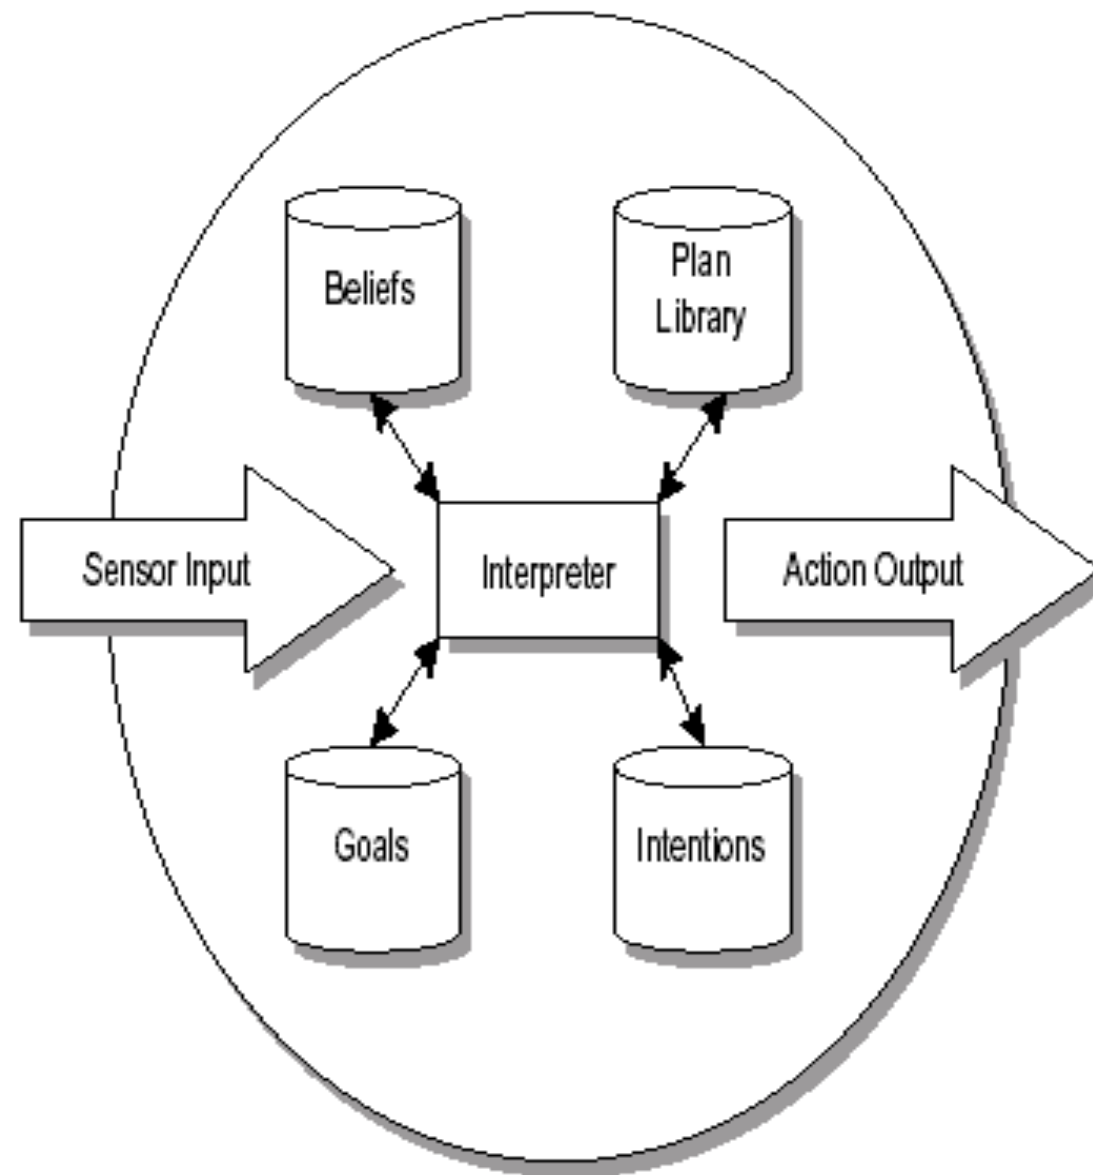 Beliefs
Plan
Library
Sensor Input
Interpreter
Action Output
Goals
Intentions